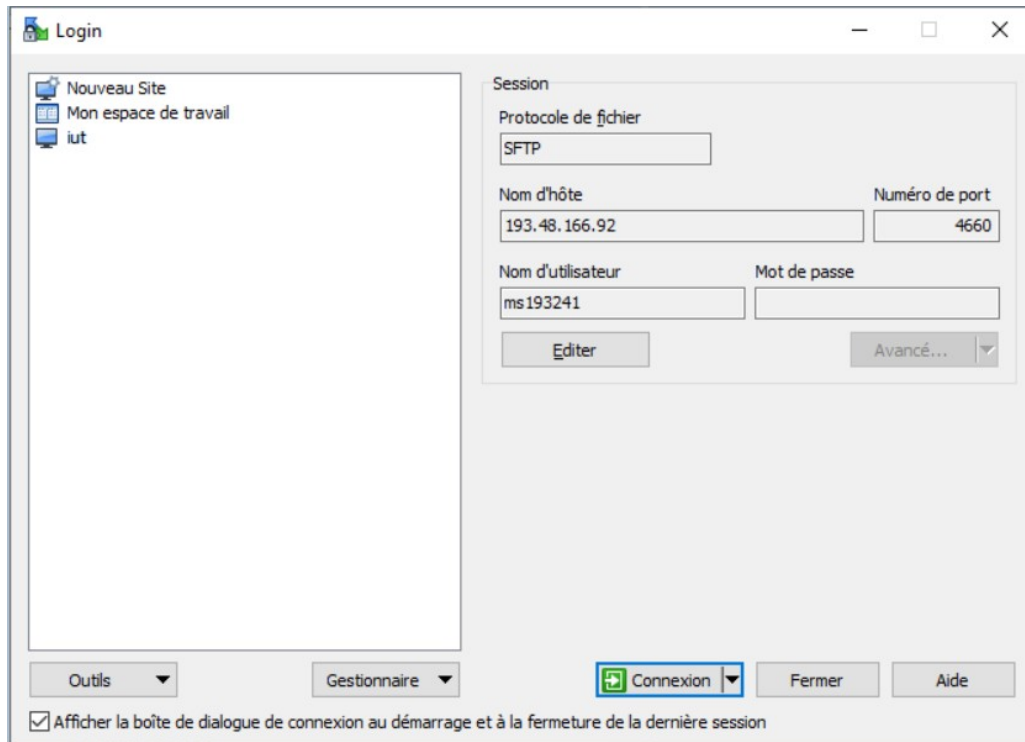 Login
Nouveau Site
Mon espace de travail
iut
Session
Protocole de fichier
SFTP
Nom d'hôte
Numéro de port
193.48.166.92
4660
Nom d'utilisateur
Mot de passe
ms193241
Editer
Avancé...
Outils
Gestionnaire
Connexion
Fermer
Aide
Afficher la boîte de dialogue de connexion au démarrage et à la fermeture de la dernière session